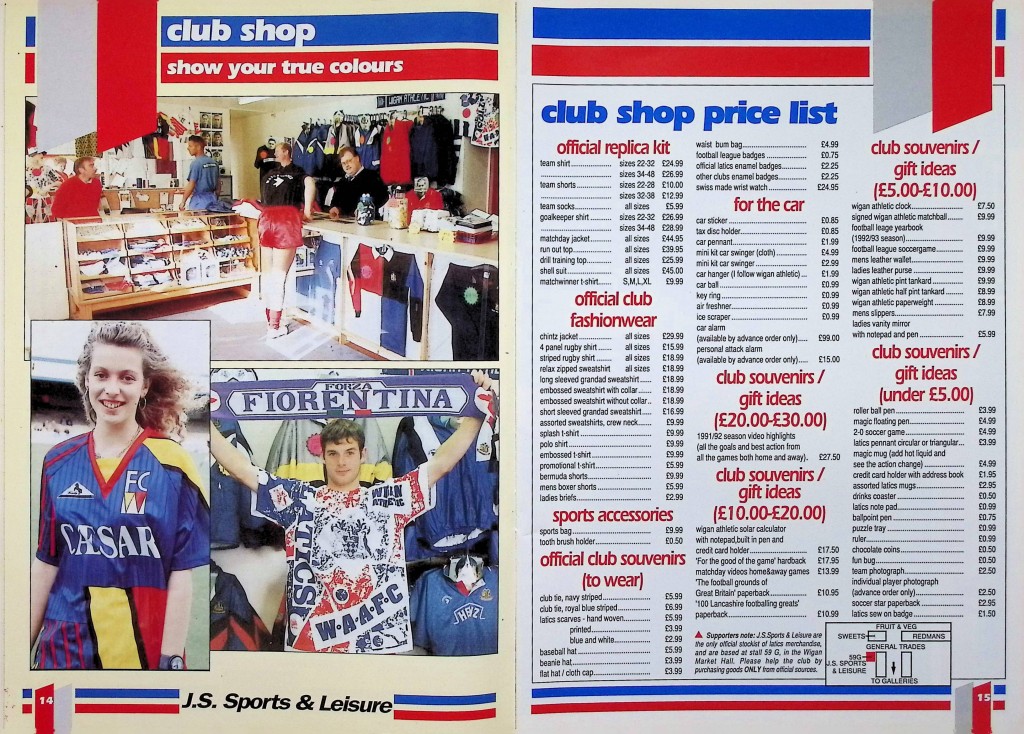 club shop
show your true colours
WIGAN ATHLETIC
FORZA
FIORENTINA
FC
CÆSAR
WIGAN
ATHLETIC
LATICS
W·A·A·F·C
14
J.S. Sports & Leisure
club shop price list
official replica kit
team shirt sizes 22-32 £24.99
sizes 34-48 £26.99
team shorts sizes 22-28 £10.00
sizes 32-38 £12.99
team socks all sizes £5.99
goalkeeper shirt sizes 22-32 £26.99
sizes 34-48 £28.99
matchday jacket all sizes £44.95
run out top all sizes £39.95
drill training top all sizes £25.99
shell suit all sizes £45.00
matchwinner t-shirt S,M,L,XL £9.99
official club
fashionwear
chintz jacket all sizes £29.99
4 panel rugby shirt all sizes £15.99
striped rugby shirt all sizes £18.99
relax zipped sweatshirt all sizes £18.99
long sleeved grandad sweatshirt £18.99
embossed sweatshirt with collar £18.99
embossed sweatshirt without collar £18.99
short sleeved grandad sweatshirt £16.99
assorted sweatshirts, crew neck £9.99
splash t-shirt £9.99
polo shirt £9.99
embossed t-shirt £9.99
promotional t-shirt £5.99
bermuda shorts £9.99
mens boxer shorts £5.99
ladies briefs £2.99
sports accessories
sports bag £9.99
tooth brush holder £0.50
official club souvenirs
(to wear)
club tie, navy striped £5.99
club tie, royal blue striped £6.99
latics scarves - hand woven £5.99
printed £3.99
blue and white £2.99
baseball hat £5.99
beanie hat £3.99
flat hat / cloth cap £3.99
waist bum bag £4.99
football league badges £0.75
official latics enamel badges £2.25
other clubs enamel badges £2.25
swiss made wrist watch £24.95
for the car
car sticker £0.85
tax disc holder £0.85
car pennant £1.99
mini kit car swinger (cloth) £4.99
mini kit car swinger £2.99
car hanger (I follow wigan athletic) £1.99
car ball £0.99
key ring £0.99
air freshner £0.99
ice scraper £0.99
car alarm
(available by advance order only) £99.00
personal attack alarm
(available by advance order only) £15.00
club souvenirs /
gift ideas
(£20.00-£30.00)
1991/92 season video highlights
(all the goals and best action from
all the games both home and away). £27.50
club souvenirs /
gift ideas
(£10.00-£20.00)
wigan athletic solar calculator
with notepad,built in pen and
credit card holder £17.50
'For the good of the game' hardback £17.95
matchday videos home&away games £13.99
'The football grounds of
Great Britain' paperback £10.95
'100 Lancashire footballing greats'
paperback £10.99
club souvenirs /
gift ideas
(£5.00-£10.00)
wigan athletic clock £7.50
signed wigan athletic matchball £9.99
football leage yearbook
(1992/93 season) £9.99
football league soccergame £9.99
mens leather wallet £9.99
ladies leather purse £9.99
wigan athletic pint tankard £9.99
wigan athletic half pint tankard £8.99
wigan athletic paperweight £8.99
mens slippers £7.99
ladies vanity mirror
with notepad and pen £5.99
club souvenirs /
gift ideas
(under £5.00)
roller ball pen £3.99
magic floating pen £4.99
2-0 soccer game £4.99
latics pennant circular or triangular £3.99
magic mug (add hot liquid and
see the action change) £4.99
credit card holder with address book £1.95
assorted latics mugs £2.95
drinks coaster £0.50
latics note pad £0.99
ballpoint pen £0.75
puzzle tray £0.99
ruler £0.99
chocolate coins £0.50
fun bug £0.50
team photograph £2.50
individual player photograph
(advance order only) £2.50
soccer star paperback £2.95
latics sew on badge £1.50
Supporters note: J.S.Sports & Leisure are
the only official stockist of latics merchandise,
and are based at stall 59 G, in the Wigan
Market Hall. Please help the club by
purchasing goods ONLY from official sources.
FRUIT & VEG
SWEETS REDMANS
GENERAL TRADES
59G
J.S. SPORTS
& LEISURE
TO GALLERIES
15